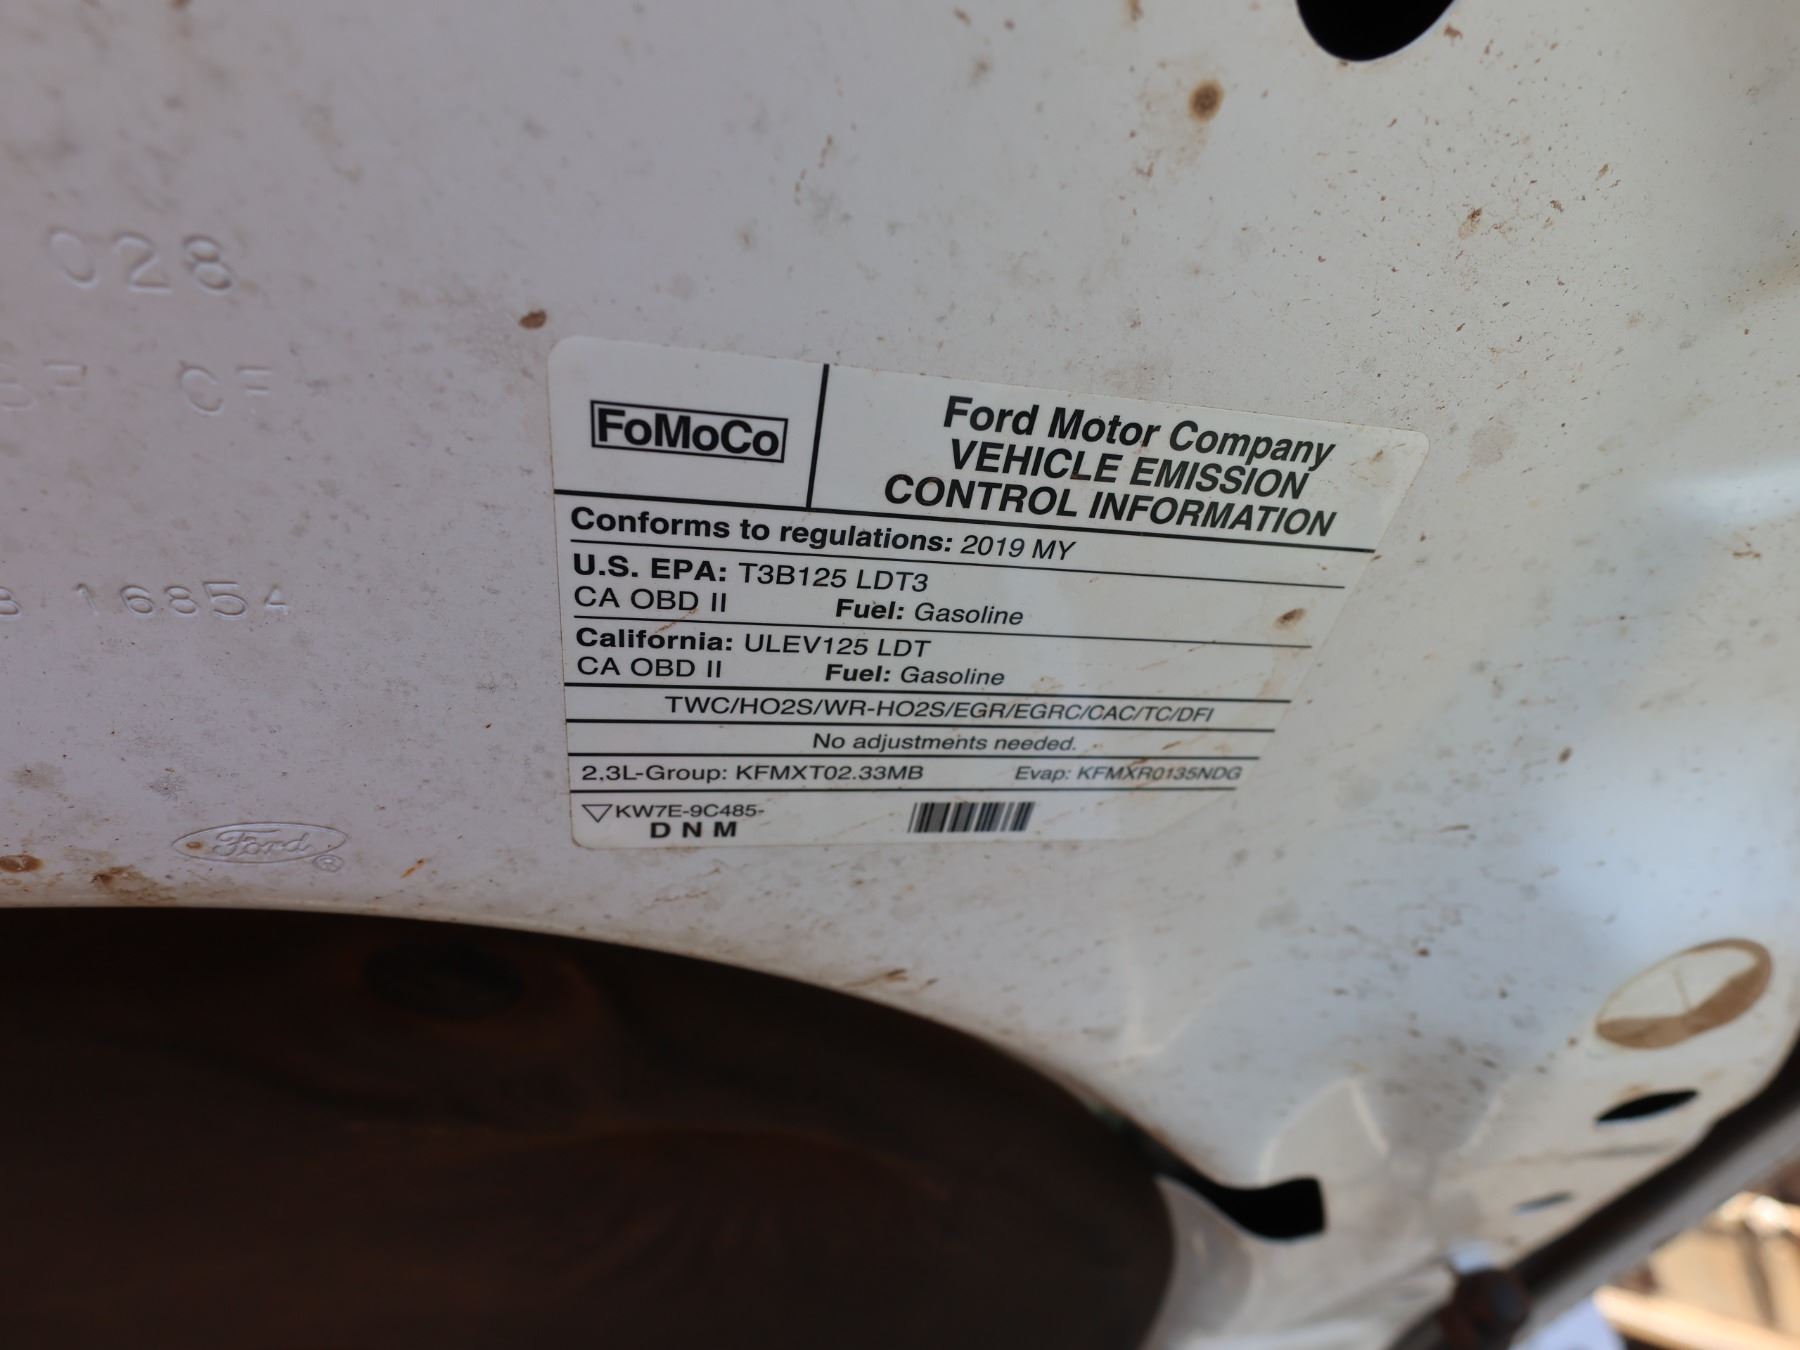 028
CF
16854
FoMoCo
Ford Motor Company
VEHICLE EMISSION
CONTROL INFORMATION
Conforms to regulations: 2019 MY
U.S. EPA: T3B125 LDT3
CA OBD II Fuel: Gasoline
California: ULEV125 LDT
CA OBD II Fuel: Gasoline
TWC/HO2S/WR-HO2S/EGR/EGRC/CAC/TC/DFI
No adjustments needed.
2.3L-Group: KFMXT02.33MB Evap: KFMXR0135NDG
KW7E-9C485-
DNM
Ford ®